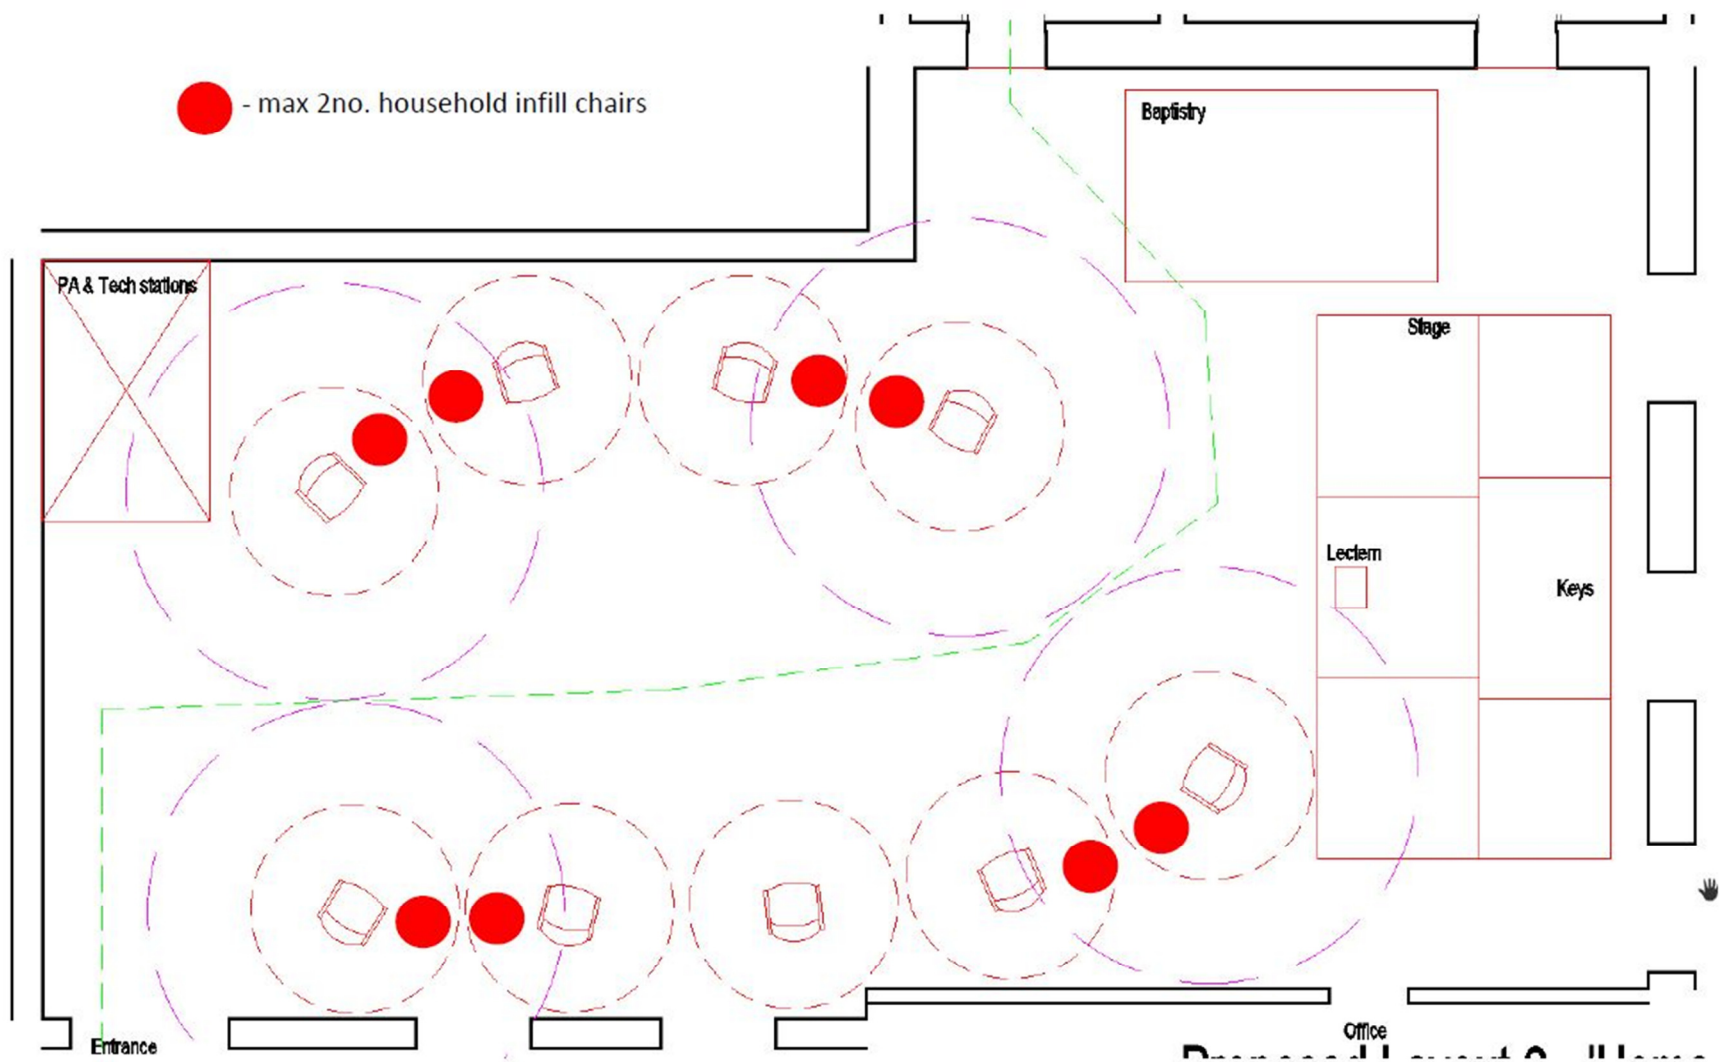 - max 2no. household infill chairs
Baptistry
PA & Tech stations
Stage
Lectern
Keys
Entrance
Office